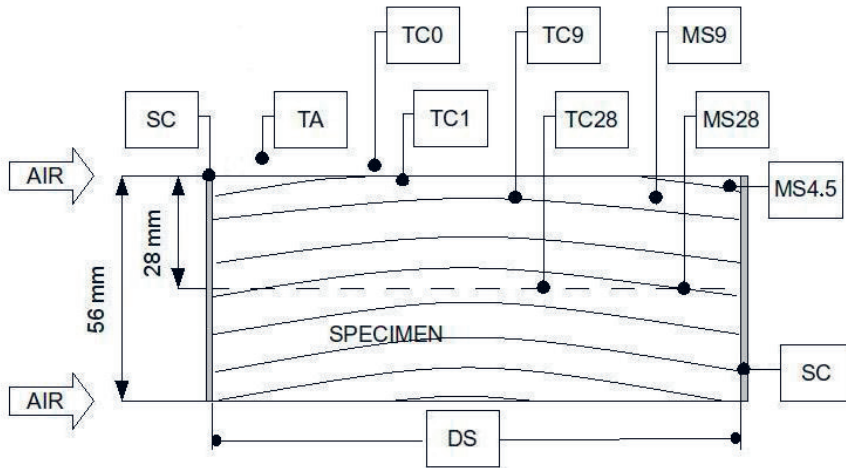 TC0
TC9
MS9
SC
TA
TC1
TC28
MS28
AIR
MS4.5
28 mm
56 mm
SPECIMEN
SC
AIR
DS